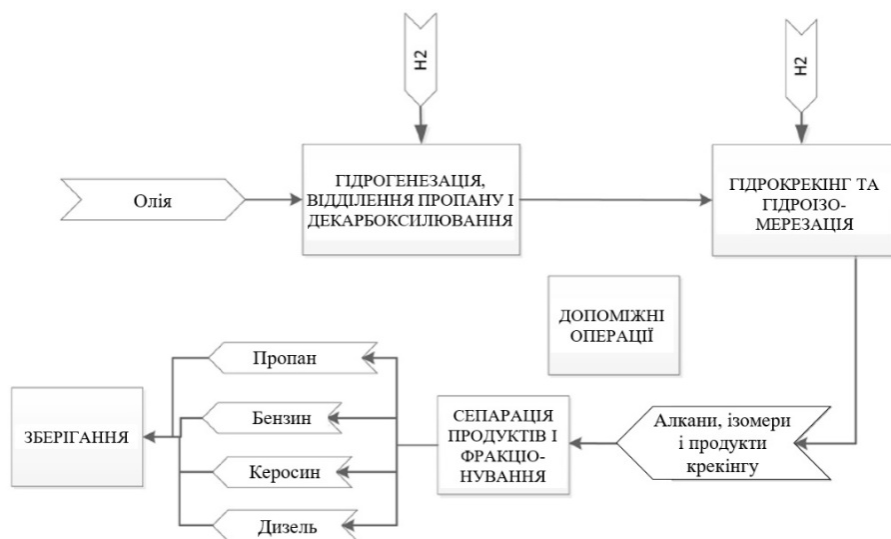 H2
H2
Олія
ГІДРОГЕНЕЗАЦІЯ,
ВІДДІЛЕННЯ ПРОПАНУ І
ДЕКАРБОКСИЛЮВАННЯ
ГІДРОКРЕКІНГ ТА
ГІДРОІЗО-
МЕРЕЗАЦІЯ
ДОПОМІЖНІ
ОПЕРАЦІЇ
Пропан
Бензин
Керосин
Дизель
ЗБЕРІГАННЯ
СЕПАРАЦІЯ
ПРОДУКТІВ І
ФРАКЦІО-
НУВАННЯ
Алкани, ізомери
і продукти
крекінгу